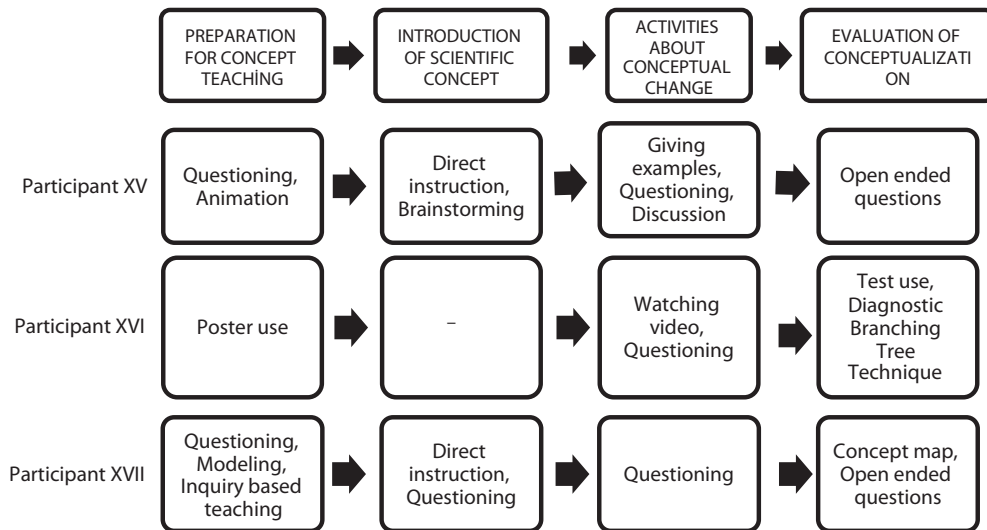 PREPARATION
FOR CONCEPT
TEACHİNG
INTRODUCTION
OF SCIENTIFIC
CONCEPT
ACTIVITIES
ABOUT
CONCEPTUAL
CHANGE
EVALUATION OF
CONCEPTUALIZATI
ON
Participant XV
Questioning,
Animation
Direct
instruction,
Brainstorming
Giving
examples,
Questioning,
Discussion
Open ended
questions
Participant XVI
Poster use
–
Watching
video,
Questioning
Test use,
Diagnostic
Branching
Tree
Technique
Participant XVII
Questioning,
Modeling,
Inquiry based
teaching
Direct
instruction,
Questioning
Questioning
Concept map,
Open ended
questions